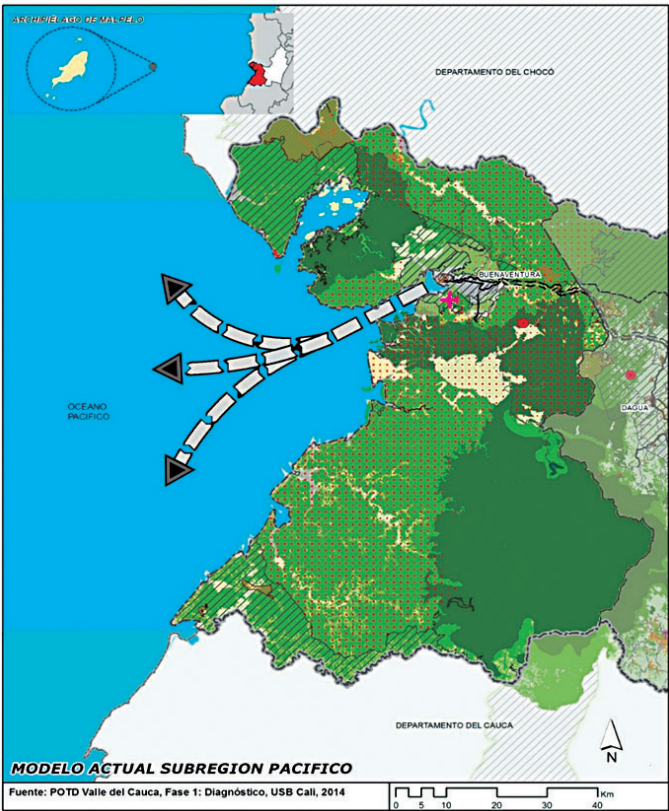 ARCHIPIÉLAGO DE MALPELO
DEPARTAMENTO DEL CHOCÓ
BUENAVENTURA
OCEANO
PACIFICO
DAGUA
DEPARTAMENTO DEL CAUCA
N
MODELO ACTUAL SUBREGION PACIFICO
Fuente: POTD Valle del Cauca, Fase 1: Diagnóstico, USB Cali, 2014
Km
0 5 10 20 30 40